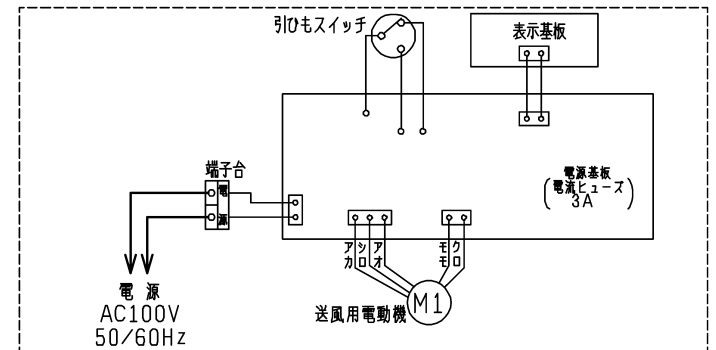 引ひもスイッチ
表示基板
電源基板
(電流ヒューズ
3A)
端子台
電
源
アカ
シロ
アオ
モモ
クロ
送風用電動機
M1
電源
AC100V
50/60Hz